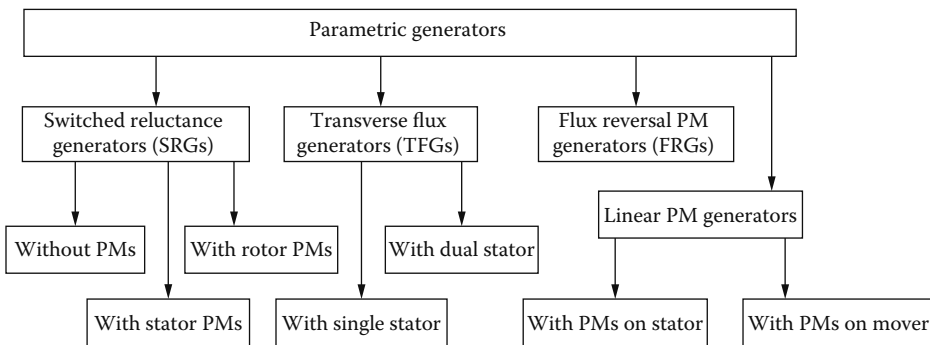 Parametric generators
Switched reluctance
generators (SRGs)
Transverse flux
generators (TFGs)
Flux reversal PM
generators (FRGs)
Linear PM generators
Without PMs
With rotor PMs
With dual stator
With stator PMs
With single stator
With PMs on stator
With PMs on mover